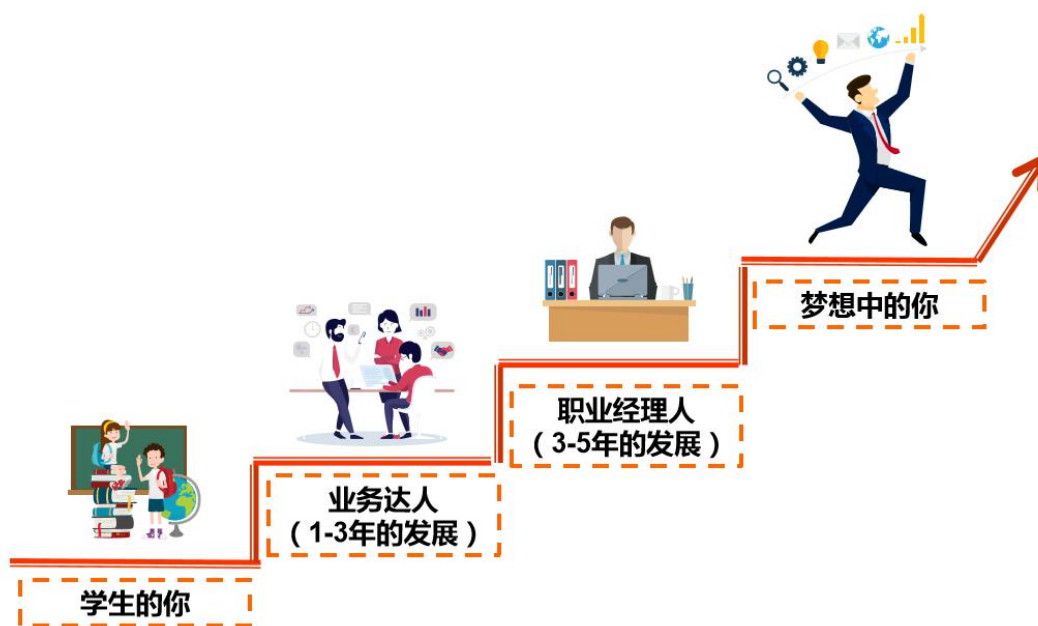 梦想中的你
职业经理人
（3-5年的发展）
业务达人
（1-3年的发展）
学生的你